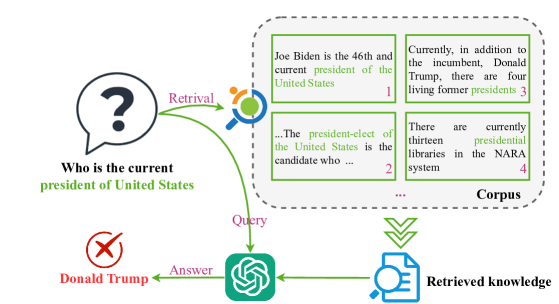 Joe Biden is the 46th and
current president of the
United States
1
Currently, in addition to
the incumbent, Donald
Trump, there are four
living former presidents 3
Retrival
?
Who is the current
president of United States
...The president-elect of
the United States is the
candidate who ...
2
There are currently
thirteen presidential
libraries in the NARA
system
4
...
Corpus
Query
Answer
Donald Trump
Retrieved knowledge